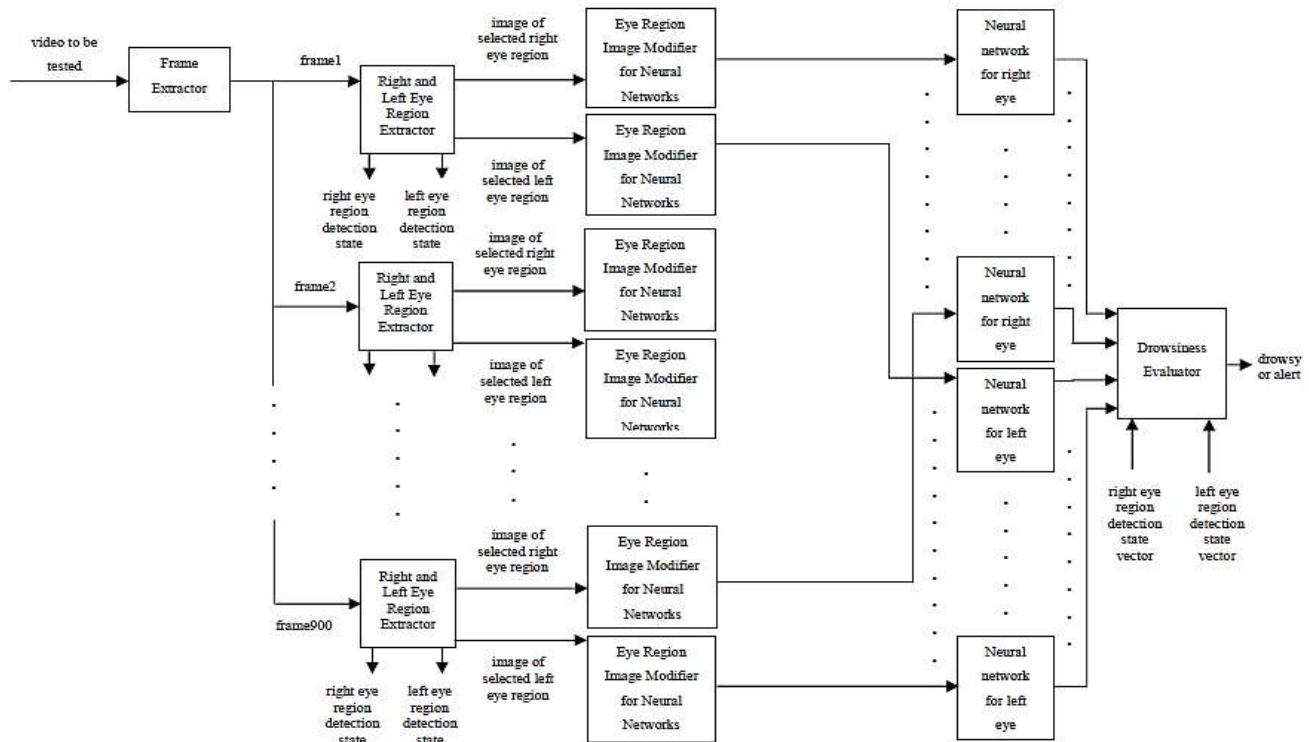 video to be
tested
Frame
Extractor
frame1
Right and
Left Eye
Region
Extractor
right eye
region
detection
state
left eye
region
detection
state
image of
selected right
eye region
image of
selected left
eye region
Eye Region
Image Modifier
for Neural
Networks
Eye Region
Image Modifier
for Neural
Networks
frame2
Right and
Left Eye
Region
Extractor
image of
selected right
eye region
image of
selected left
eye region
Eye Region
Image Modifier
for Neural
Networks
Eye Region
Image Modifier
for Neural
Networks
frame900
Right and
Left Eye
Region
Extractor
right eye
region
detection
state
left eye
region
detection
state
image of
selected right
eye region
image of
selected left
eye region
Eye Region
Image Modifier
for Neural
Networks
Eye Region
Image Modifier
for Neural
Networks
Neural
network
for right
eye
Neural
network
for right
eye
Neural
network
for left
eye
Neural
network
for left
eye
Drowsiness
Evaluator
right eye
region
detection
state
vector
left eye
region
detection
state
vector
drowsy
or alert